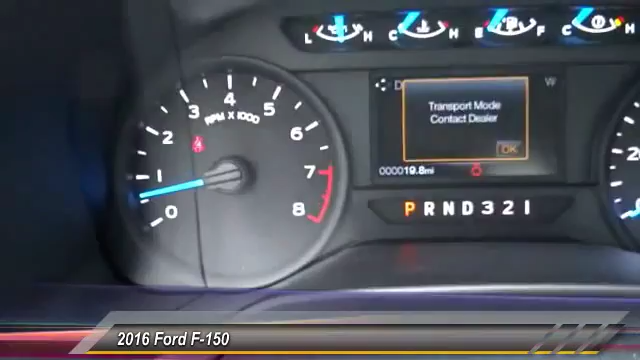 L H C H E F C H
D W
Transport Mode
Contact Dealer
OK
000019.8mi
PRND321
0 1 2 3 4 5 6 7 8
RPM X 1000
2016 Ford F-150